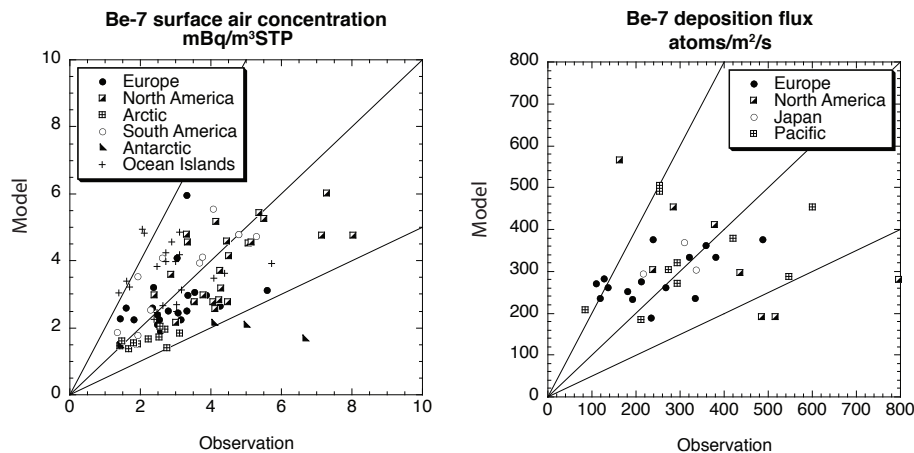 Be-7 surface air concentration
mBq/m³STP
10
8
6
4
2
0
Model
Europe
North America
Arctic
South America
Antarctic
Ocean Islands
0 2 4 6 8 10
Observation
Be-7 deposition flux
atoms/m²/s
800
700
600
500
400
300
200
100
0
Model
Europe
North America
Japan
Pacific
0 100 200 300 400 500 600 700 800
Observation